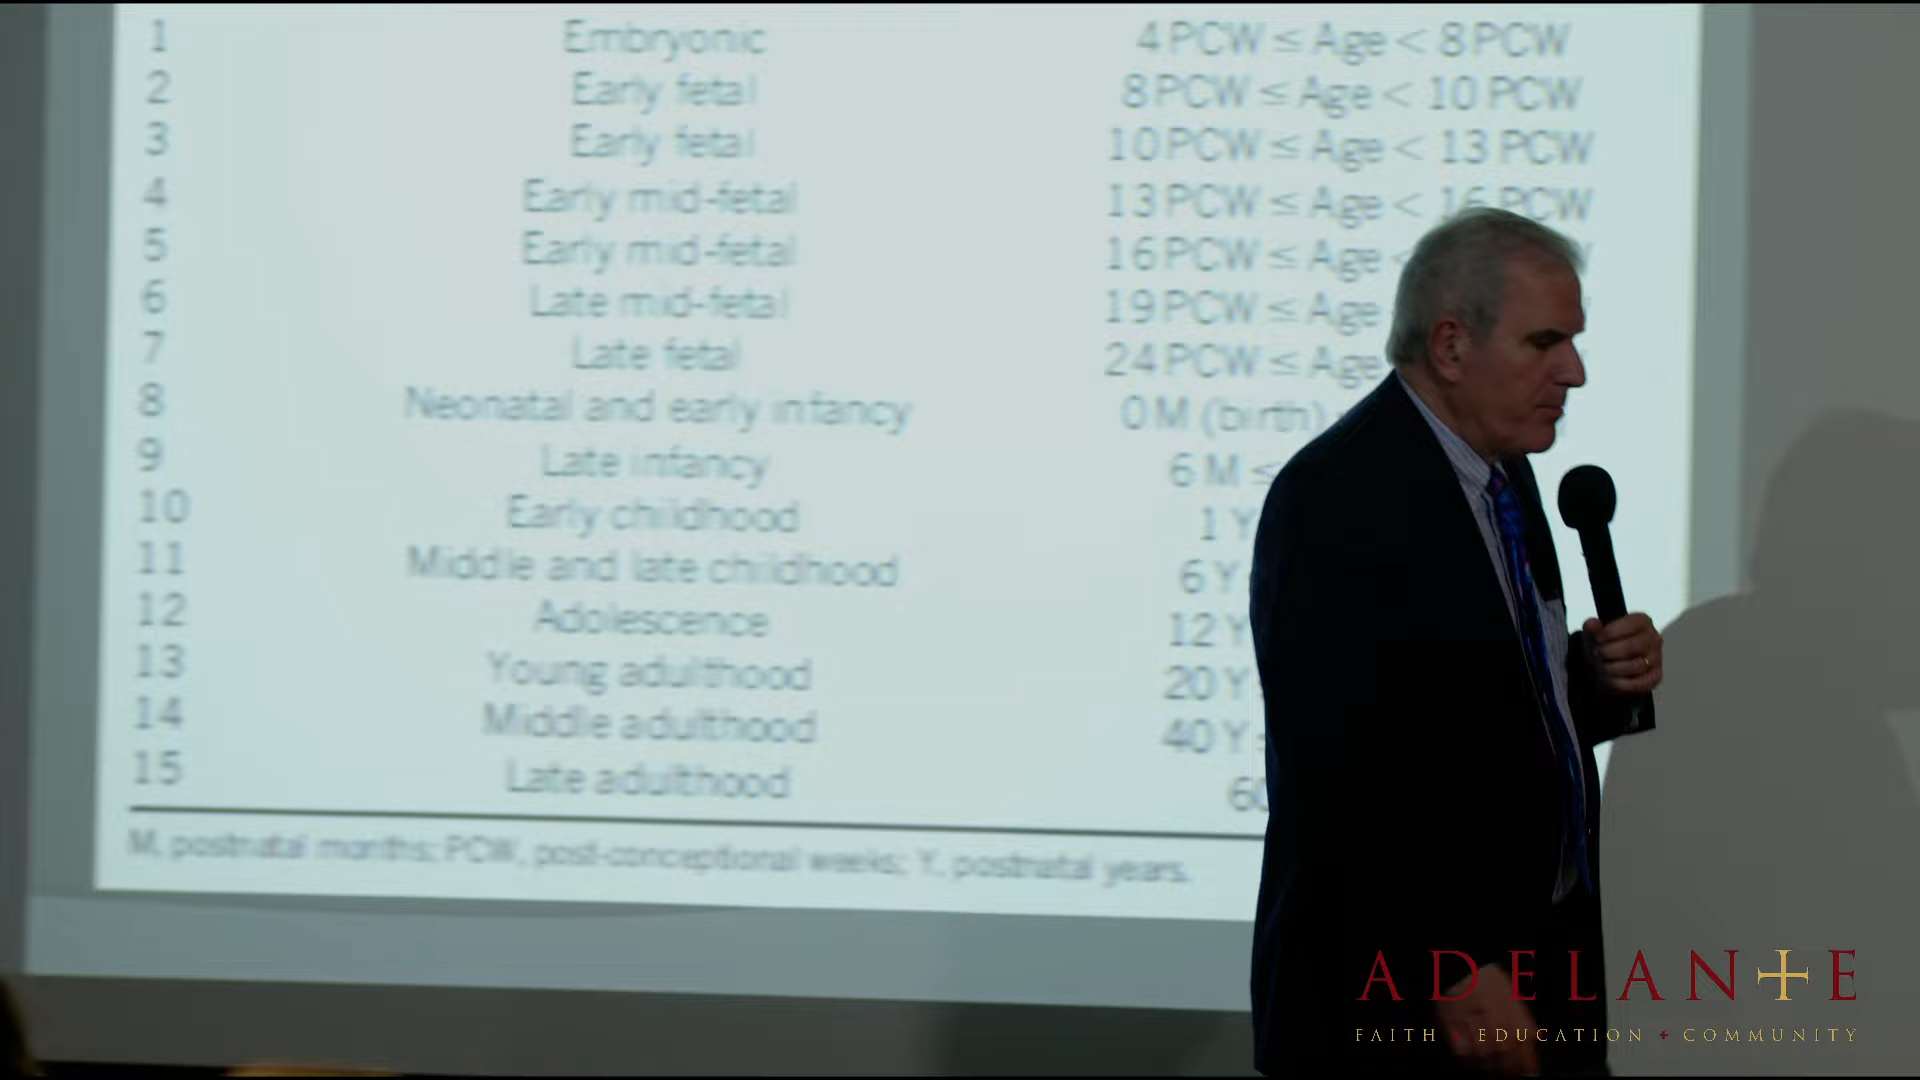 1 Embryonic 4 PCW ≤ Age < 8 PCW
2 Early fetal 8 PCW ≤ Age < 10 PCW
3 Early fetal 10 PCW ≤ Age < 13 PCW
4 Early mid-fetal 13 PCW ≤ Age < 16 PCW
5 Early mid-fetal 16 PCW ≤ Age <
6 Late mid-fetal 19 PCW ≤ Age
7 Late fetal 24 PCW ≤ Age
8 Neonatal and early infancy 0 M (birth)
9 Late infancy 6 M ≤
10 Early childhood 1 Y
11 Middle and late childhood 6 Y
12 Adolescence 12 Y
13 Young adulthood 20 Y
14 Middle adulthood 40 Y
15 Late adulthood 60
M, postnatal months; PCW, post-conceptional weeks; Y, postnatal years.
ADELANTE
FAITH + EDUCATION + COMMUNITY